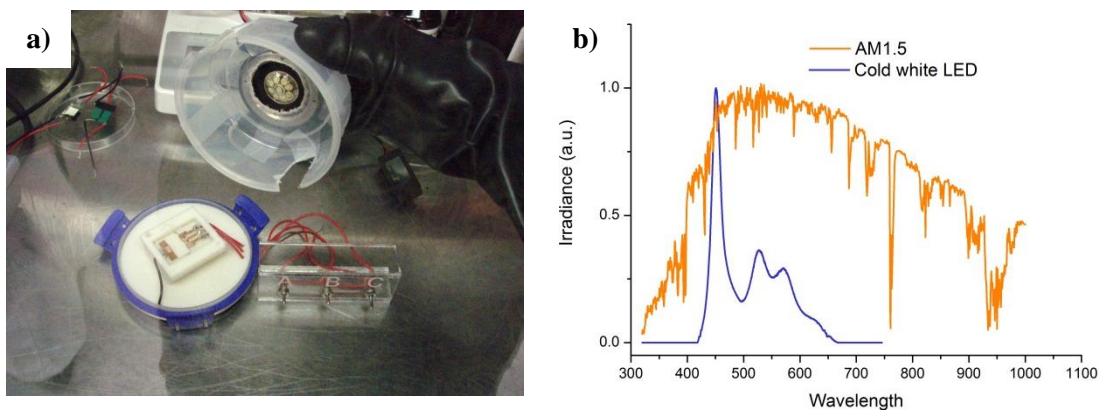 a)
A B C
b)
AM1.5
Cold white LED
Irradiance (a.u.)
1.0
0.5
0.0
300 400 500 600 700 800 900 1000 1100
Wavelength